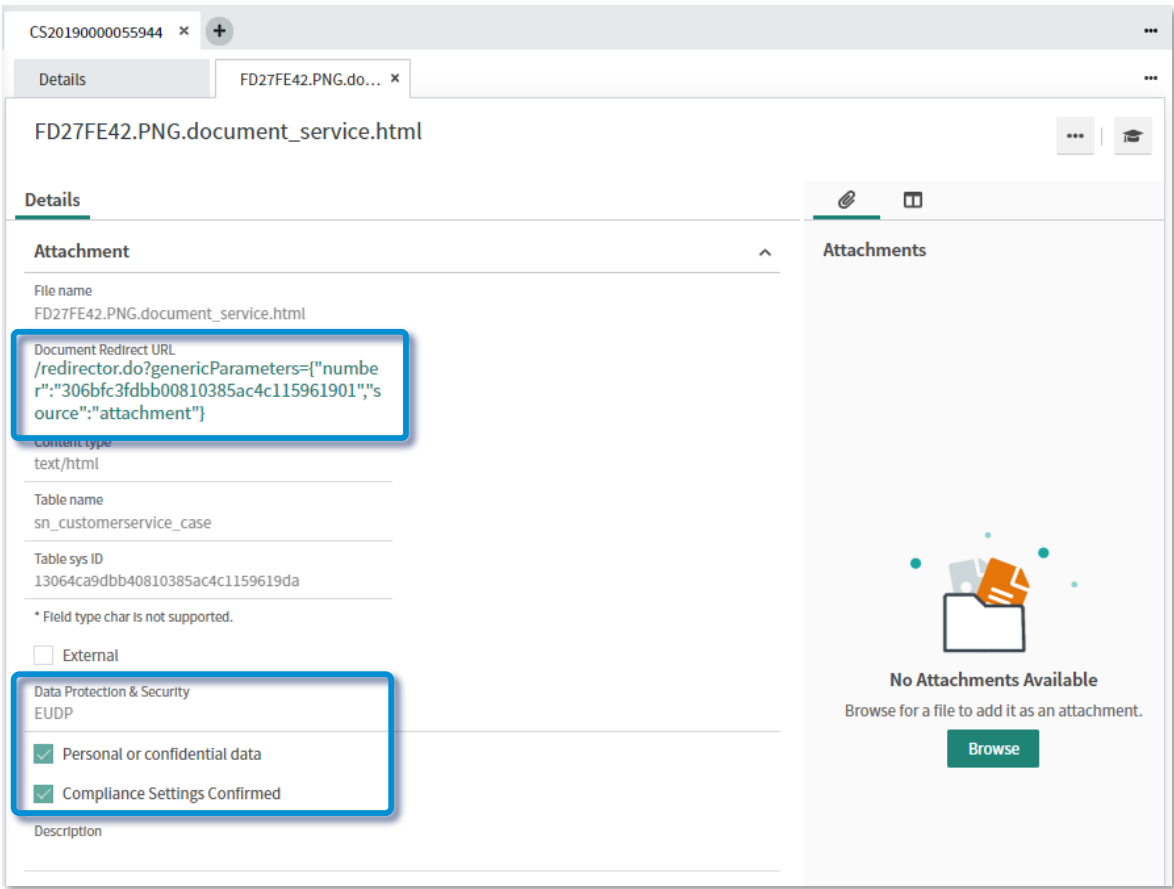 CS20190000055944 × +
•••
Details
FD27FE42.PNG.do... ×
•••
FD27FE42.PNG.document_service.html
•••
Details
Attachment
Attachments
File name
FD27FE42.PNG.document_service.html
Document Redirect URL
/redirector.do?genericParameters={"numbe
r":"306bfc3fdbb00810385ac4c115961901","s
ource":"attachment"}
Content type
text/html
Table name
sn_customerservice_case
Table sys ID
13064ca9dbb40810385ac4c1159619da
* Field type char is not supported.
External
Data Protection & Security
EUDP
Personal or confidential data
Compliance Settings Confirmed
Description
No Attachments Available
Browse for a file to add it as an attachment.
Browse